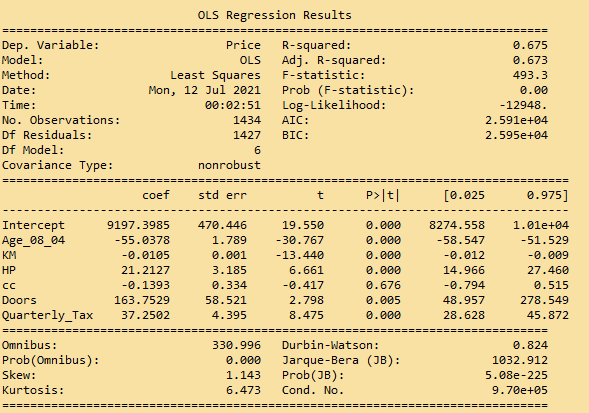 OLS Regression Results
==============================================================================
Dep. Variable:                  Price   R-squared:                       0.675
Model:                            OLS   Adj. R-squared:                  0.673
Method:                 Least Squares   F-statistic:                     493.3
Date:                Mon, 12 Jul 2021   Prob (F-statistic):               0.00
Time:                        00:02:51   Log-Likelihood:                -12948.
No. Observations:                1434   AIC:                         2.591e+04
Df Residuals:                    1427   BIC:                         2.595e+04
Df Model:                           6
Covariance Type:            nonrobust
=================================================================================
                    coef    std err          t      P>|t|      [0.025      0.975]
---------------------------------------------------------------------------------
Intercept      9197.3985    470.446     19.550      0.000    8274.558    1.01e+04
Age_08_04       -55.0378      1.789    -30.767      0.000     -58.547     -51.529
KM               -0.0105      0.001    -13.440      0.000      -0.012      -0.009
HP               21.2127      3.185      6.661      0.000      14.966      27.460
cc               -0.1393      0.334     -0.417      0.676      -0.794       0.515
Doors           163.7529     58.521      2.798      0.005      48.957     278.549
Quarterly_Tax    37.2502      4.395      8.475      0.000      28.628      45.872
==============================================================================
Omnibus:                      330.996   Durbin-Watson:                   0.824
Prob(Omnibus):                  0.000   Jarque-Bera (JB):             1032.912
Skew:                           1.143   Prob(JB):                    5.08e-225
Kurtosis:                       6.473   Cond. No.                     9.70e+05
==============================================================================